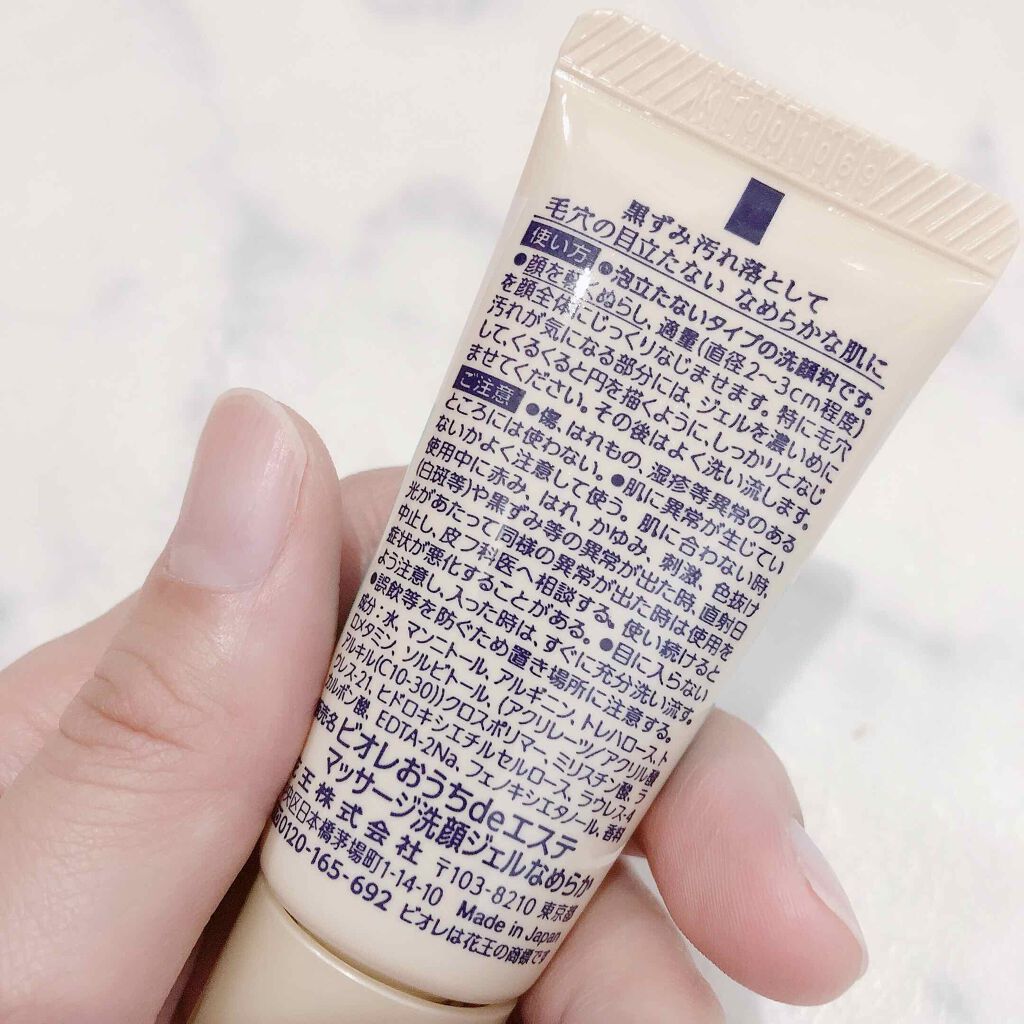 黒ずみ汚れ落として
毛穴の目立たない なめらかな肌に
使い方 ●泡立たないタイプの洗顔料です。
●顔を軽くぬらし、適量(直径2～3cm程度)
を顔全体にじっくりなじませます。特に毛穴
汚れが気になる部分には、ジェルを濃いめに
して、くるくると円を描くように、しっかりとなじ
ませてください。その後はよく洗い流します。
ご注意 ●傷、はれもの、湿疹等異常のある
ところには使わない。●肌に異常が生じてい
ないかよく注意して使う。肌に合わない時、
使用中に赤み、はれ、かゆみ、刺激、色抜け
(白斑等)や黒ずみ等の異常が出た時、直射日
光があたって同様の異常が出た時は使用を
中止し、皮フ科医へ相談する。使い続けると
症状が悪化することがある。●目に入らない
よう注意し、入った時は、すぐに充分洗い流す。
●誤飲等を防ぐため置き場所に注意する。
成分：水、マンニトール、アルギニン、トレハロース、ト
ロメタミン、ソルビトール、(アクリレーツ/アクリル酸
アルキル(C10-30))クロスポリマー、ミリスチン酸、ラ
ウレス-21、ヒドロキシエチルセルロース、ラウレス-4
カルボン酸、EDTA-2Na、フェノキシエタノール、香料
ビオレおうちdeエステ
マッサージ洗顔ジェルなめらか
王株式会社 〒103-8210 東京都
央区日本橋茅場町1-14-10 Made in Japan
0120-165-692 ビオレは花王の商標です